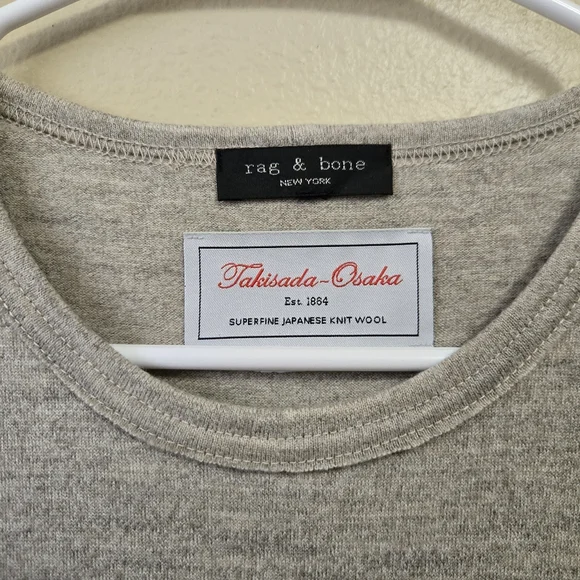 rag & bone
NEW YORK
Takisada-Osaka
Est. 1864
SUPERFINE JAPANESE KNIT WOOL